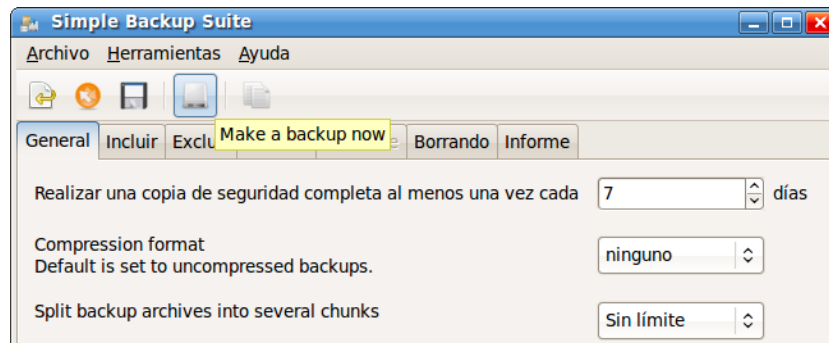 Simple Backup Suite
Archivo Herramientas Ayuda
Make a backup now
General Incluir Exclu Borrando Informe
Realizar una copia de seguridad completa al menos una vez cada 7 días
Compression format
Default is set to uncompressed backups.
ninguno
Split backup archives into several chunks
Sin límite